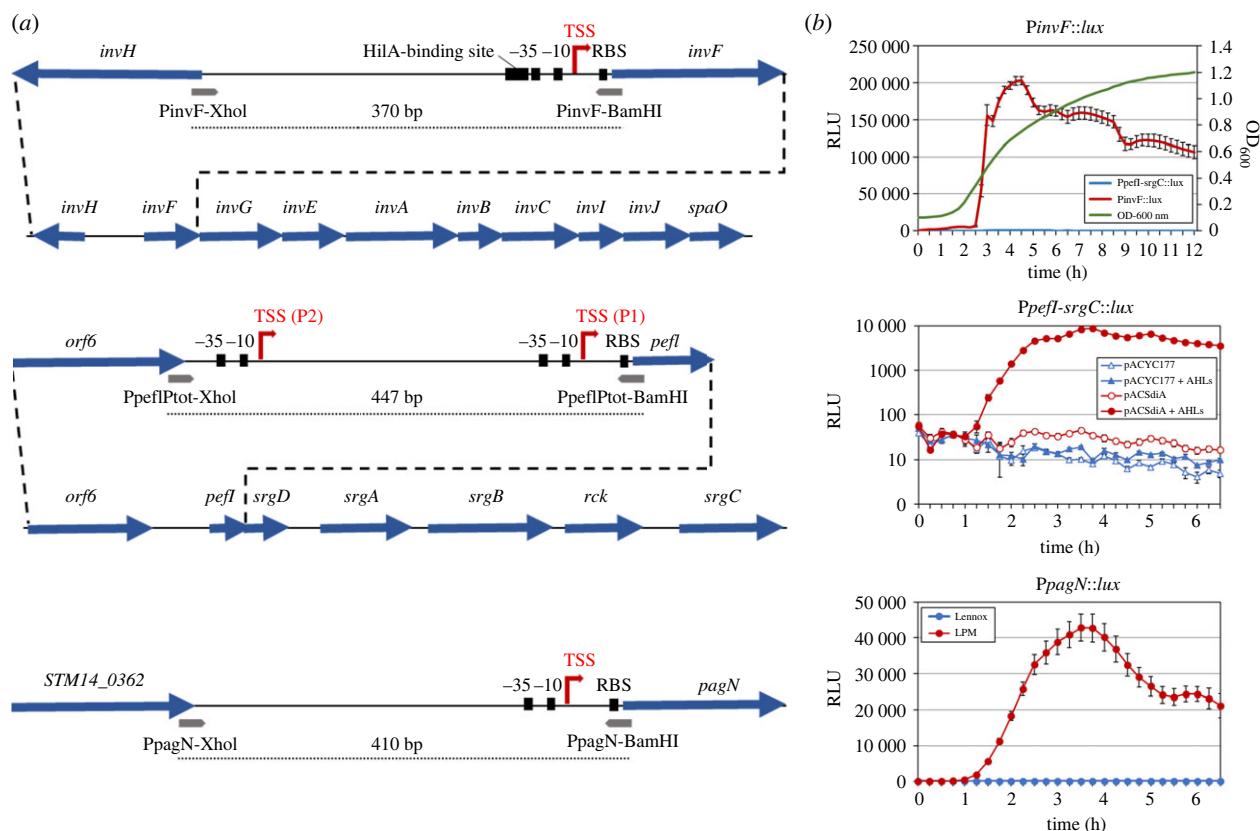 (a)
invH
HilA-binding site
–35 –10
TSS
RBS
invF
PinvF-XhoI
370 bp
PinvF-BamHI
invH invF invG invE invA invB invC invI invJ spaO
orf6
–35 –10
TSS (P2)
–35 –10
TSS (P1)
RBS
pefI
PpefIPtot-XhoI
447 bp
PpefIPtot-BamHI
orf6 pefI srgD srgA srgB rck srgC
STM14_0362
–35 –10
TSS
RBS
pagN
PpagN-XhoI
410 bp
PpagN-BamHI
(b)
PinvF::lux
250 000
200 000
150 000
100 000
50 000
0
RLU
1.4
1.2
1.0
0.8
0.6
0.4
0.2
0
OD600
PpefI-srgC::lux
PinvF::lux
OD-600 nm
0 1 2 3 4 5 6 7 8 9 10 11 12
time (h)
PpefI-srgC::lux
10 000
1000
100
10
0
RLU
pACYC177
pACYC177 + AHLs
pACSdiA
pACSdiA + AHLs
0 1 2 3 4 5 6
time (h)
PpagN::lux
50 000
40 000
30 000
20 000
10 000
0
RLU
Lennox
LPM
0 1 2 3 4 5 6
time (h)